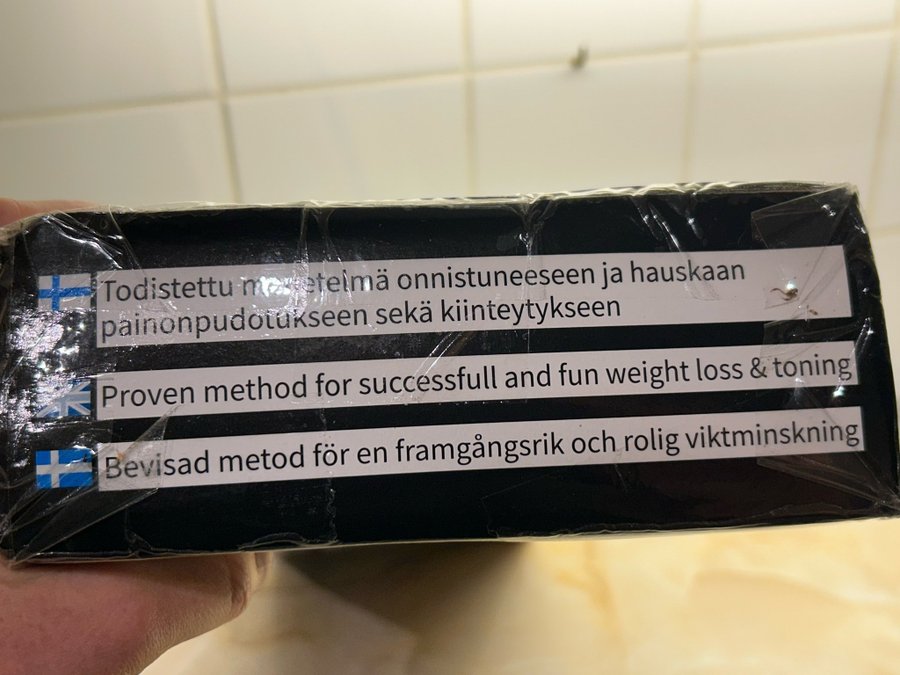 Todistettu menetelmä onnistuneeseen ja hauskaan
painonpudotukseen sekä kiinteytykseen
Proven method for successfull and fun weight loss & toning
Bevisad metod för en framgångsrik och rolig viktminskning